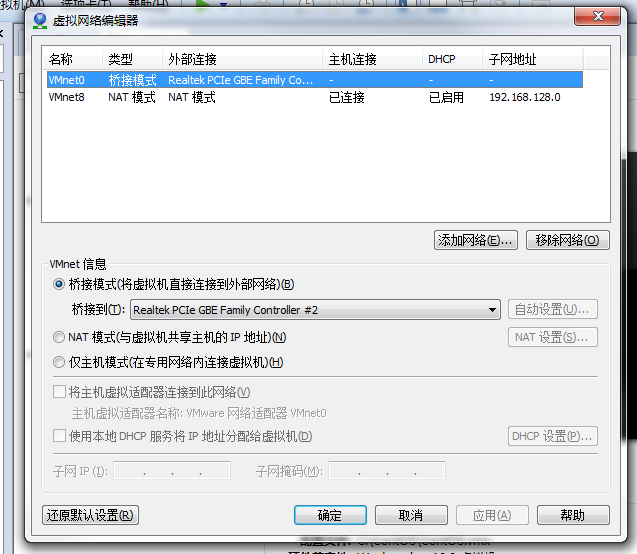 虚拟机(M) 选项卡(T) 帮助(H)
虚拟网络编辑器
名称 类型 外部连接 主机连接 DHCP 子网地址
VMnet0 桥接模式 Realtek PCIe GBE Family Co... - - -
VMnet8 NAT 模式 NAT 模式 已连接 已启用 192.168.128.0
添加网络(E)... 移除网络(O)
VMnet 信息
桥接模式(将虚拟机直接连接到外部网络)(B)
桥接到(T): Realtek PCIe GBE Family Controller #2 自动设置(U)...
NAT 模式(与虚拟机共享主机的 IP 地址)(N) NAT 设置(S)...
仅主机模式(在专用网络内连接虚拟机)(H)
将主机虚拟适配器连接到此网络(V)
主机虚拟适配器名称: VMware 网络适配器 VMnet0
使用本地 DHCP 服务将 IP 地址分配给虚拟机(D) DHCP 设置(P)...
子网 IP (I): . . . 子网掩码(M): . . .
还原默认设置(R) 确定 取消 应用(A) 帮助